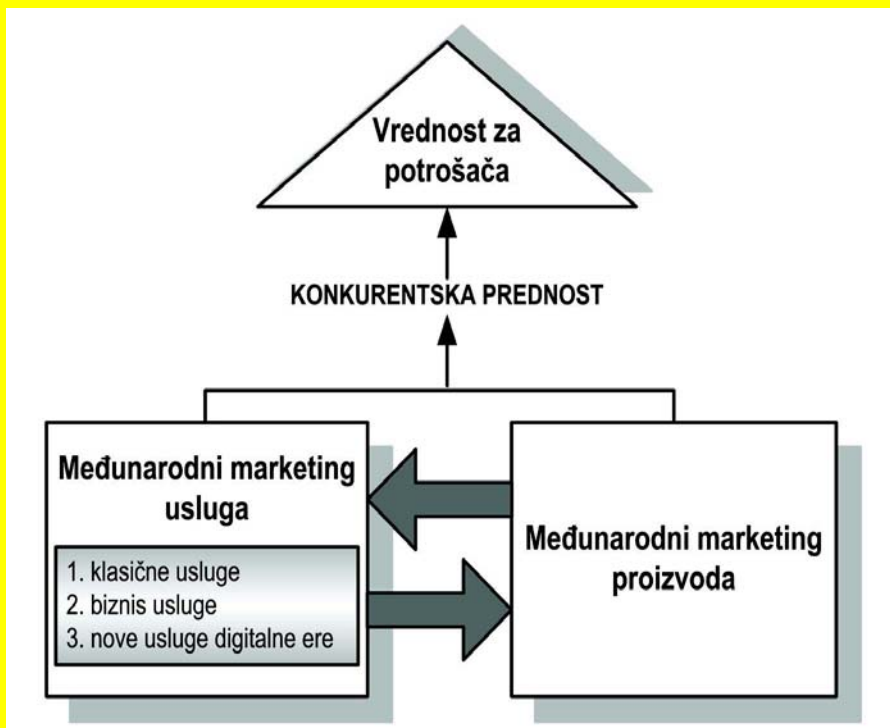 Vrednost za
potrošača
KONKURENTSKA PREDNOST
Međunarodni marketing
usluga
1. klasične usluge
2. biznis usluge
3. nove usluge digitalne ere
Međunarodni marketing
proizvoda